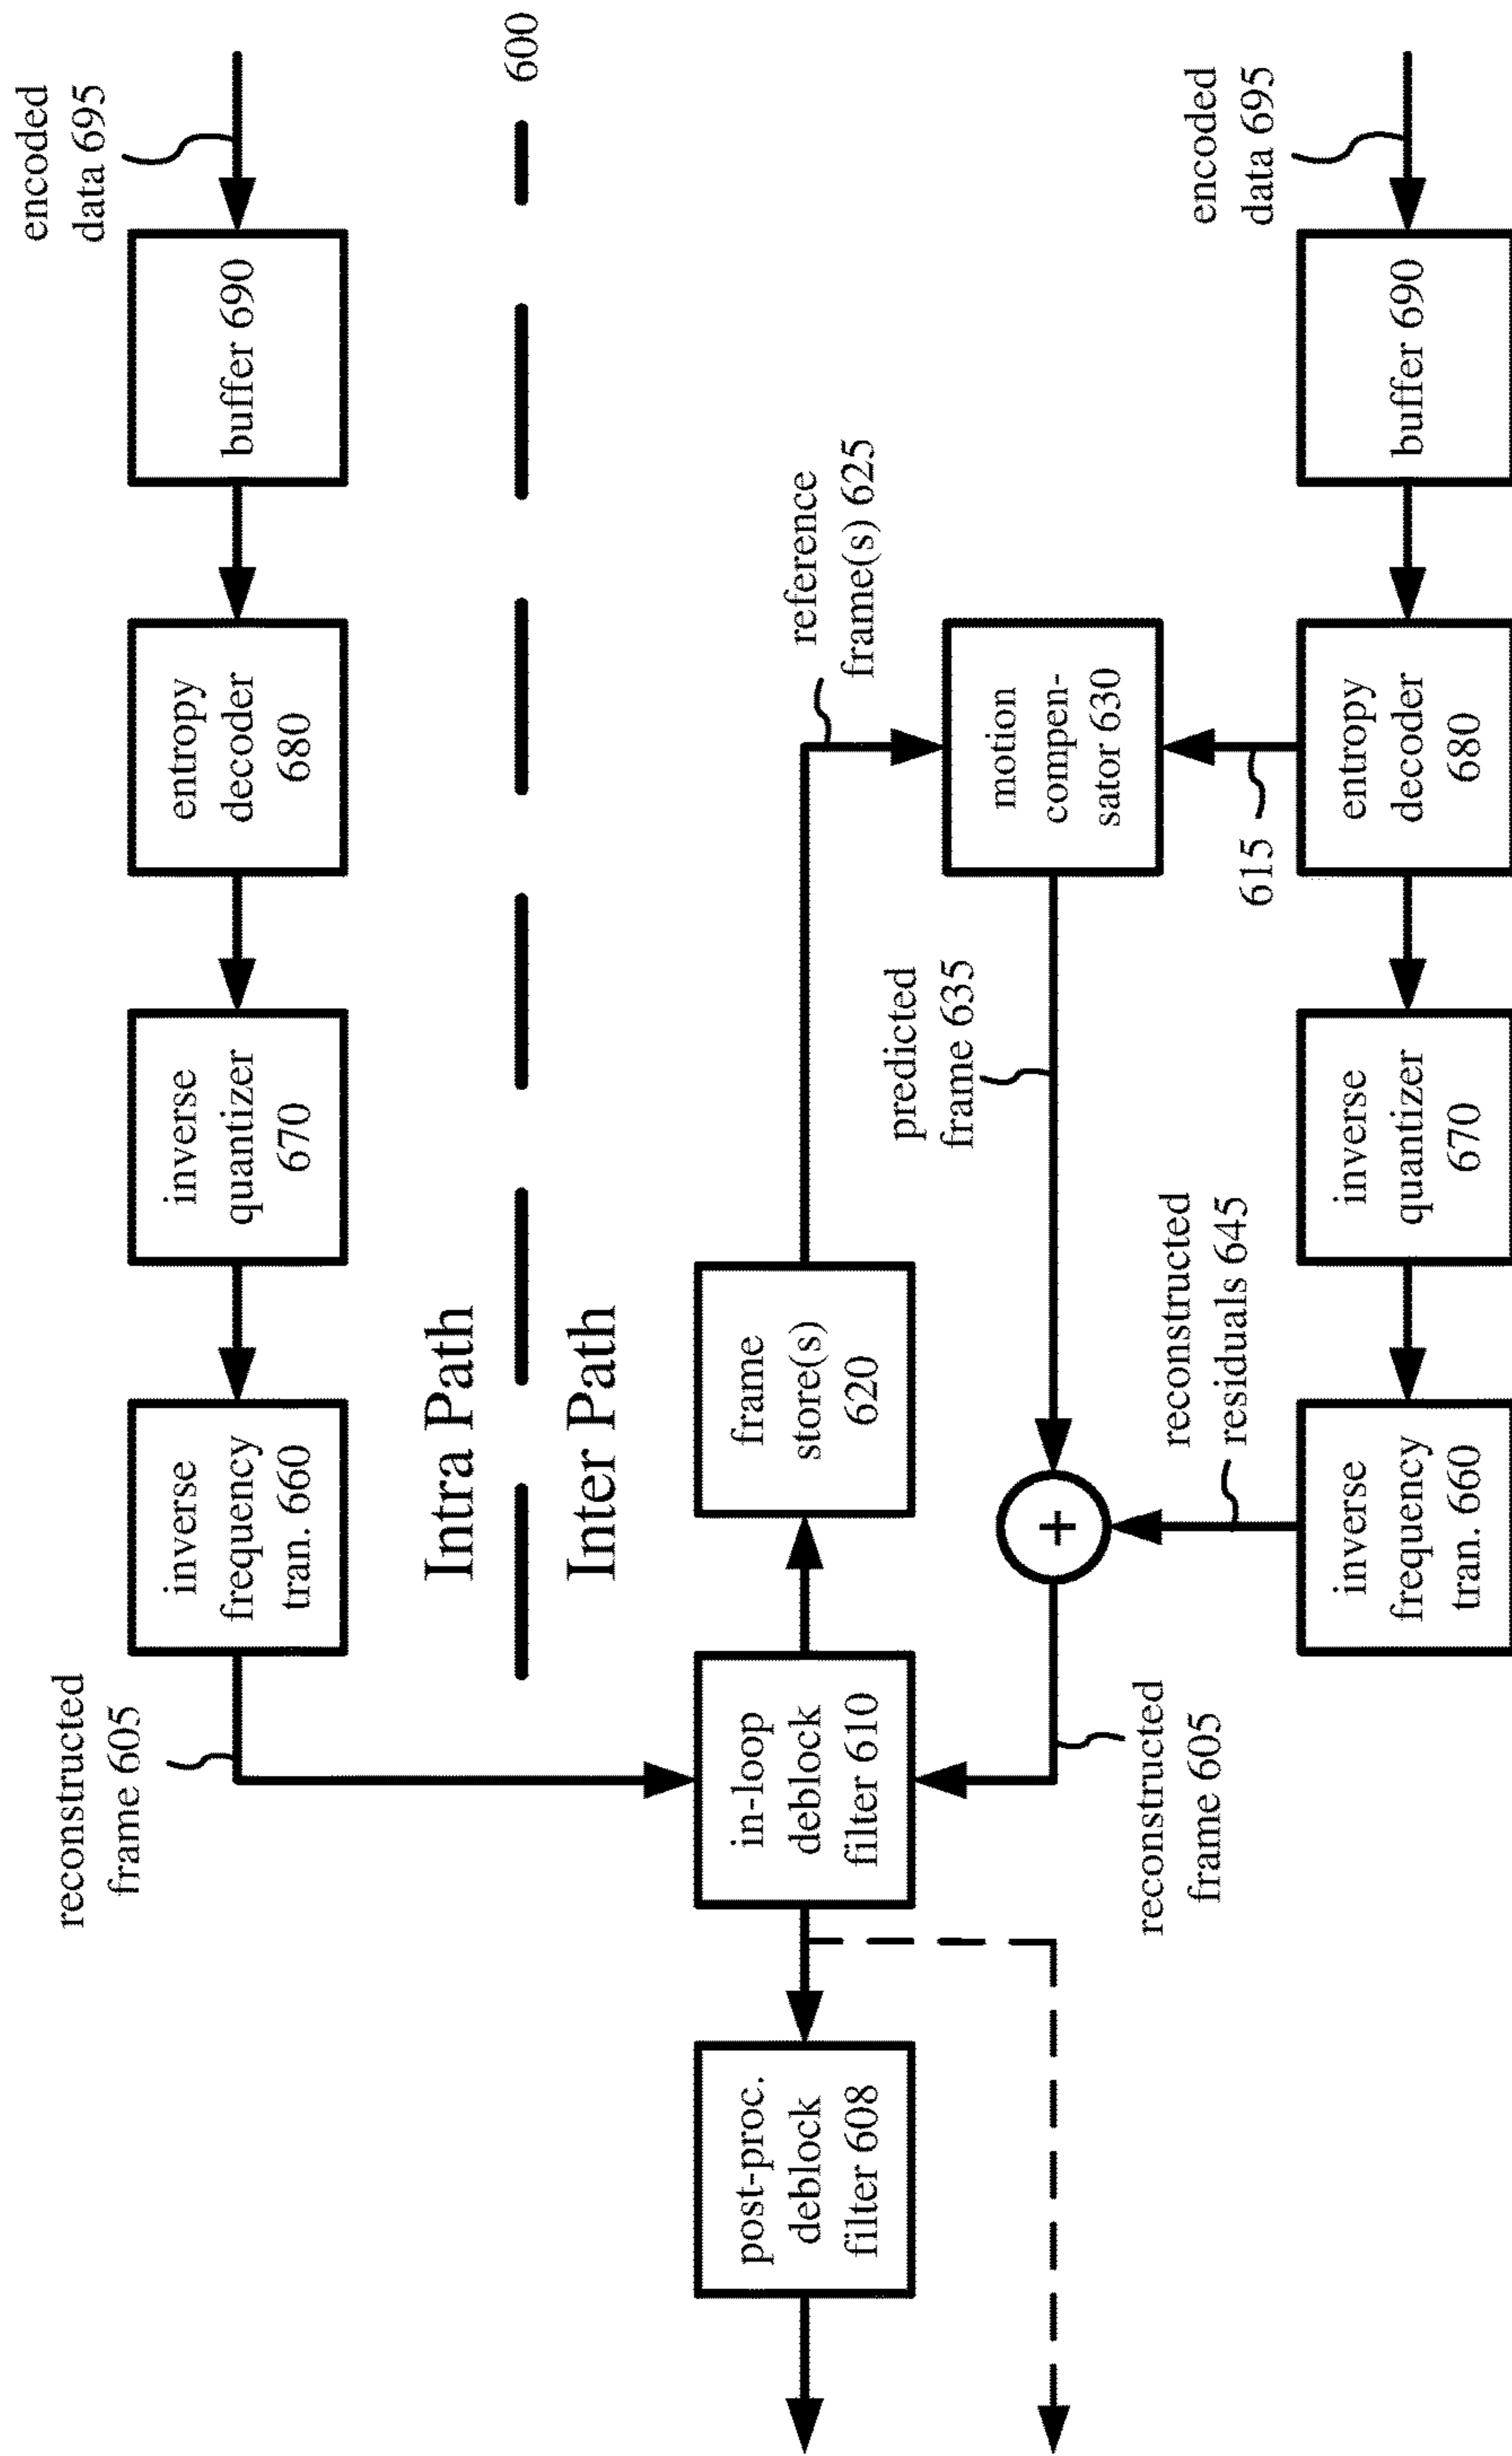 reconstructed
frame 605
inverse
frequency
tran. 660
inverse
quantizer
670
entropy
decoder
680
buffer 690
encoded
data 695
Intra Path
600
Inter Path
post-proc.
deblock
filter 608
in-loop
deblock
filter 610
frame
store(s)
620
reference
frame(s) 625
predicted
frame 635
motion
compen-
sator 630
+
reconstructed
frame 605
reconstructed
residuals 645
615
encoded
data 695
inverse
frequency
tran. 660
inverse
quantizer
670
entropy
decoder
680
buffer 690